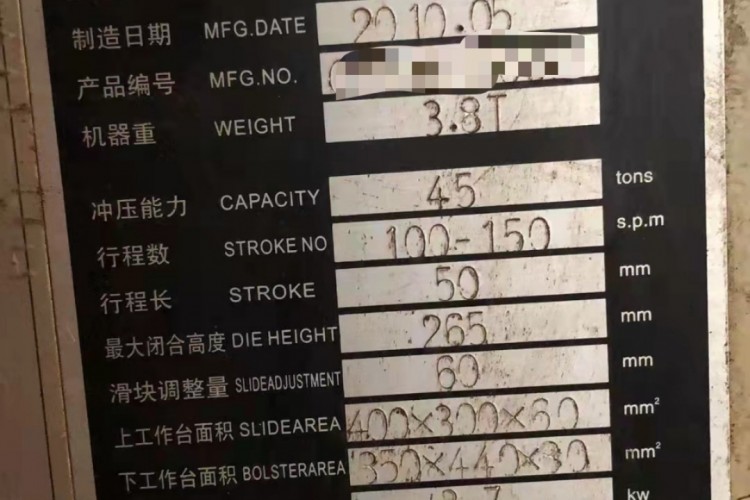 制造日期 MFG.DATE 2010.05
产品编号 MFG.NO.
机器重 WEIGHT 3.8T
冲压能力 CAPACITY 45 tons
行程数 STROKE NO 100-150 s.p.m
行程长 STROKE 50 mm
最大闭合高度 DIE HEIGHT 265 mm
滑块调整量 SLIDEADJUSTMENT 60 mm
上工作台面积 SLIDEAREA 400×300×60 mm²
下工作台面积 BOLSTERAREA 350×440×80 mm²
kw